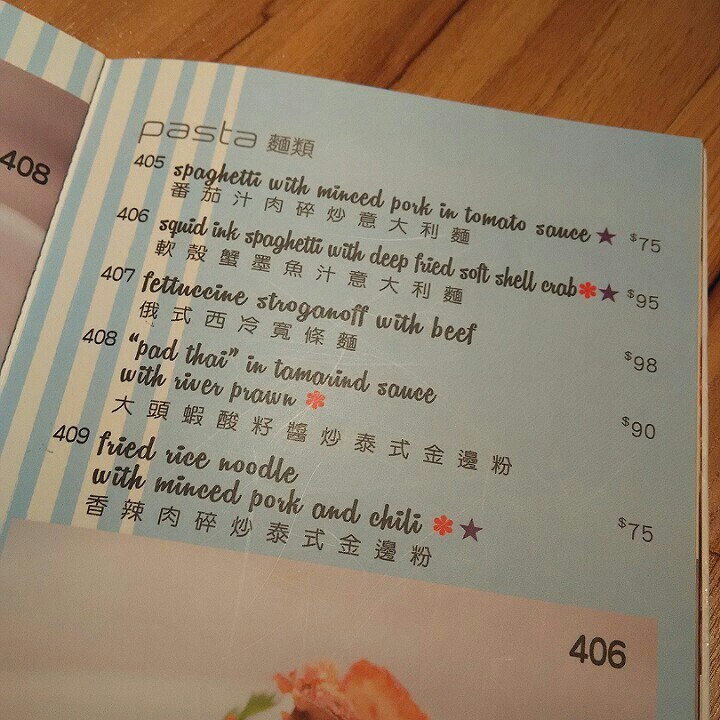 408
pasta 麵類
405 spaghetti with minced pork in tomato sauce ★ $75
番茄汁肉碎炒意大利麵
406 squid ink spaghetti with deep fried soft shell crab ✽★ $95
軟殼蟹墨魚汁意大利麵
407 fettuccine stroganoff with beef $98
俄式西冷寬條麵
408 “pad thai” in tamarind sauce
with river prawn ✽ $90
大頭蝦酸籽醬炒泰式金邊粉
409 fried rice noodle
with minced pork and chili ✽★ $75
香辣肉碎炒泰式金邊粉
406